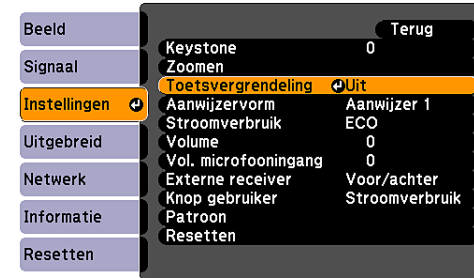 Beeld
Signaal
Instellingen
Uitgebreid
Netwerk
Informatie
Resetten
Terug
Keystone 0
Zoomen
Toetsvergrendeling Uit
Aanwijzervorm Aanwijzer 1
Stroomverbruik ECO
Volume 0
Vol. microfooningang 0
Externe receiver Voor/achter
Knop gebruiker Stroomverbruik
Patroon
Resetten